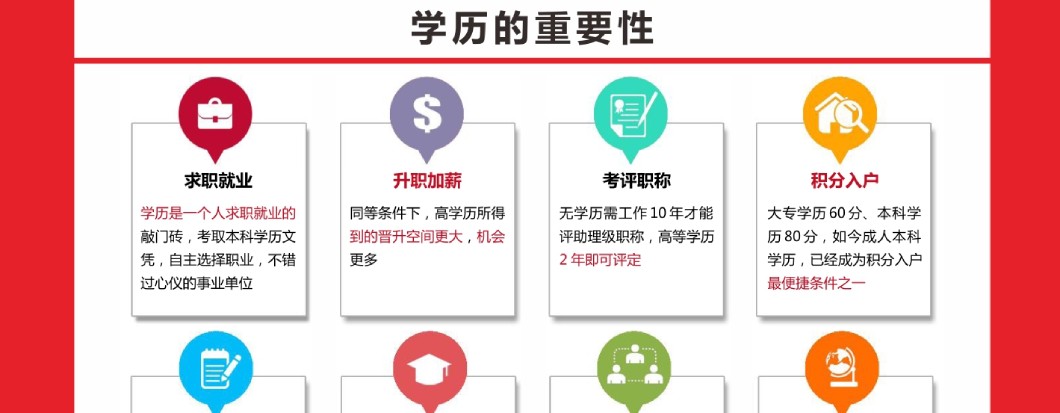 学历的重要性
求职就业
学历是一个人求职就业的
敲门砖，考取本科学历文
凭，自主选择职业，不错
过心仪的事业单位
升职加薪
同等条件下，高学历所得
到的晋升空间更大，机会
更多
考评职称
无学历需工作10年才能
评助理级职称，高等学历
2年即可评定
积分入户
大专学历60分、本科学
历80分，如今成人本科
学历，已经成为积分入户
最便捷条件之一